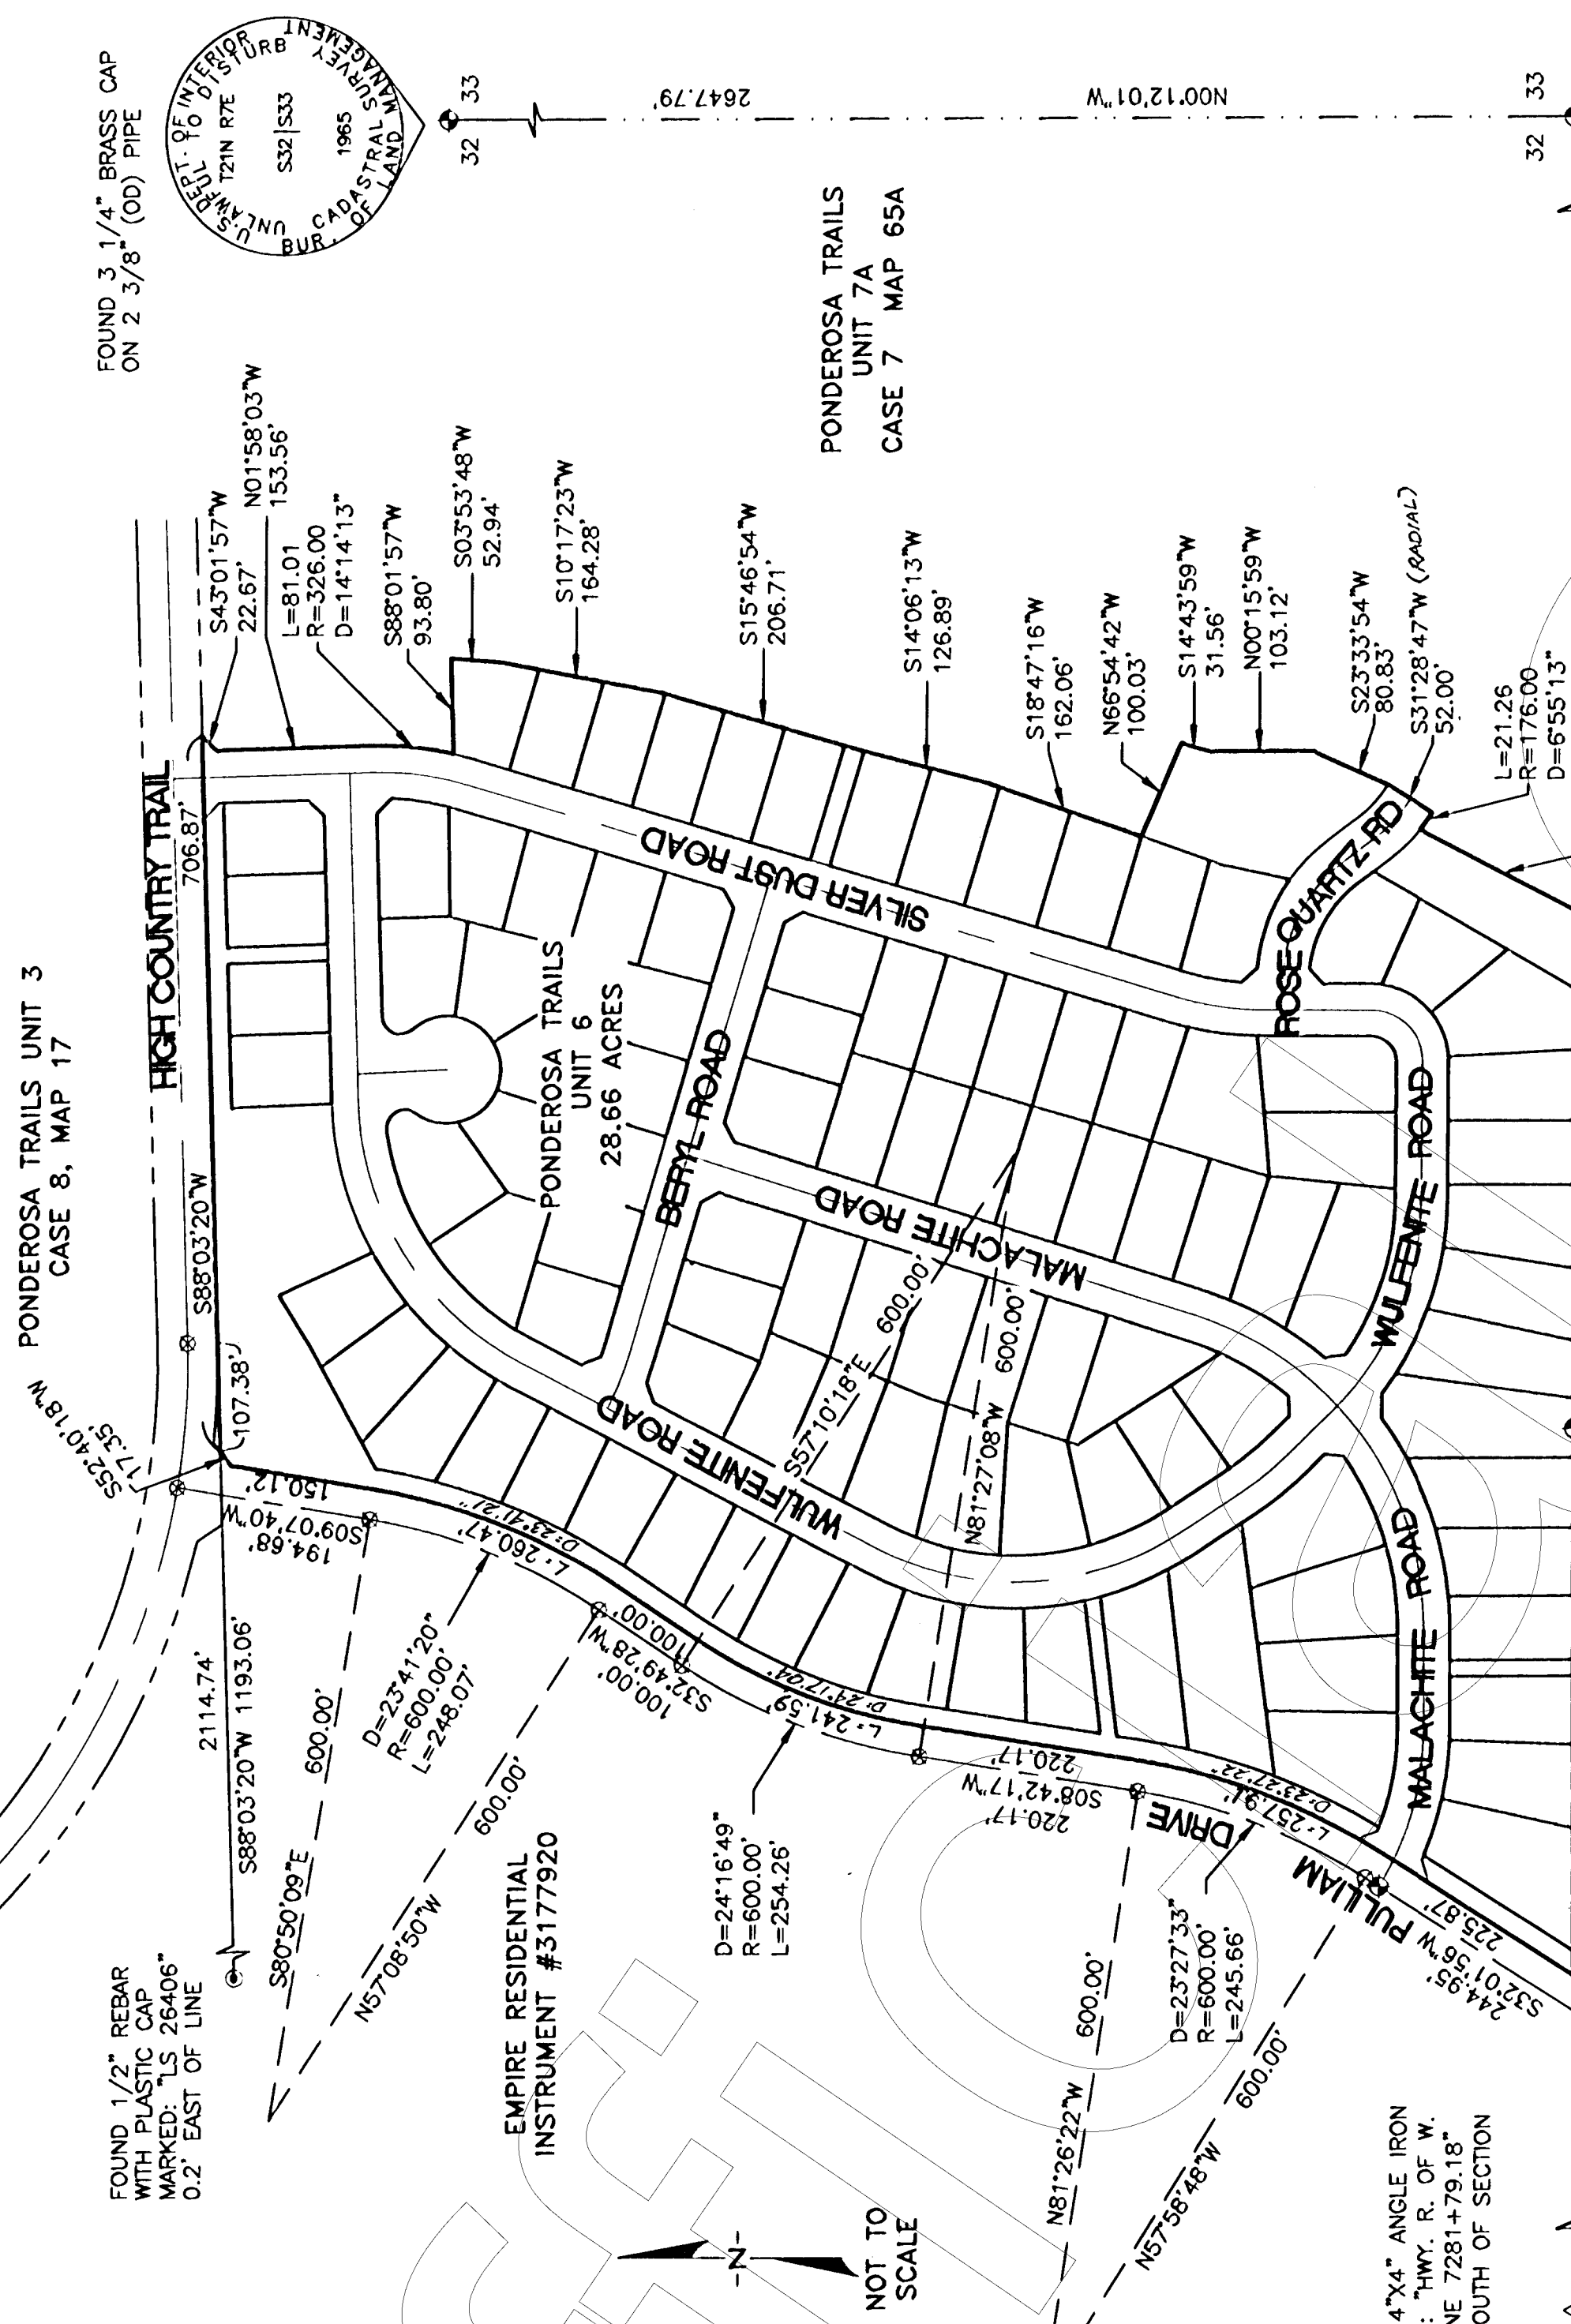 PONDEROSA TRAILS UNIT 3
CASE 8, MAP 17
FOUND 3 1/4" BRASS CAP
ON 2 3/8" (OD) PIPE
U.S. DEPT. OF INTERIOR
UNLAWFUL TO DISTURB
T21N R7E
S32|S33
1965
CADASTRAL SURVEY
BUR. OF LAND MANAGEMENT
32 33
2647.79'
N00°12'01"W
32 33
HIGH COUNTRY TRAIL
706.87'
S88°03'20"W
107.38'
S52°40'18"W
17.35'
2114.74'
S88°03'20"W 1193.06'
FOUND 1/2" REBAR
WITH PLASTIC CAP
MARKED: "LS 26406"
0.2' EAST OF LINE
S43°01'57"W
22.67'
N01°58'03"W
153.56'
L=81.01
R=326.00
D=14°14'13"
S88°01'57"W
93.80'
S03°53'48"W
52.94'
S10°17'23"W
164.28'
S15°46'54"W
206.71'
S14°06'13"W
126.89'
S18°47'16"W
162.06'
N66°54'42"W
100.03'
S14°43'59"W
31.56'
N00°15'59"W
103.12'
S23°33'54"W
80.83'
S31°28'47"W (RADIAL)
52.00'
L=21.26
R=176.00
D=6°55'13"
PONDEROSA TRAILS
UNIT 7A
CASE 7 MAP 65A
PONDEROSA TRAILS
UNIT 6
28.66 ACRES
SILVER DUST ROAD
BERYL ROAD
MALACHITE ROAD
WULFENITE ROAD
ROSE QUARTZ RD
WULFENITE ROAD
MALACHITE ROAD
S57°10'18"E 600.00'
N81°27'08"W 600.00'
150.12'
S09°07'40"W
194.68'
D=23°41'21"
L=260.47'
D=23°41'20"
R=600.00'
L=248.07'
S80°50'09"E
600.00'
N57°08'50"W
600.00'
100.00'
S32°49'28"W
100.00'
D=24°17'04"
L=241.59'
D=24°16'49"
R=600.00'
L=254.26'
220.17'
S08°42'17"W
220.17'
D=23°27'22"
L=257.91'
D=23°27'33"
R=600.00'
L=245.66'
PULLIAM DRIVE
225.87'
S32°01'56"W
244.95'
N81°26'22"W 600.00'
N57°58'48"W 600.00'
EMPIRE RESIDENTIAL
INSTRUMENT #3177920
-N-
NOT TO
SCALE
4"X4" ANGLE IRON
: "HWY. R. OF W.
NE 7281+79.18"
OUTH OF SECTION